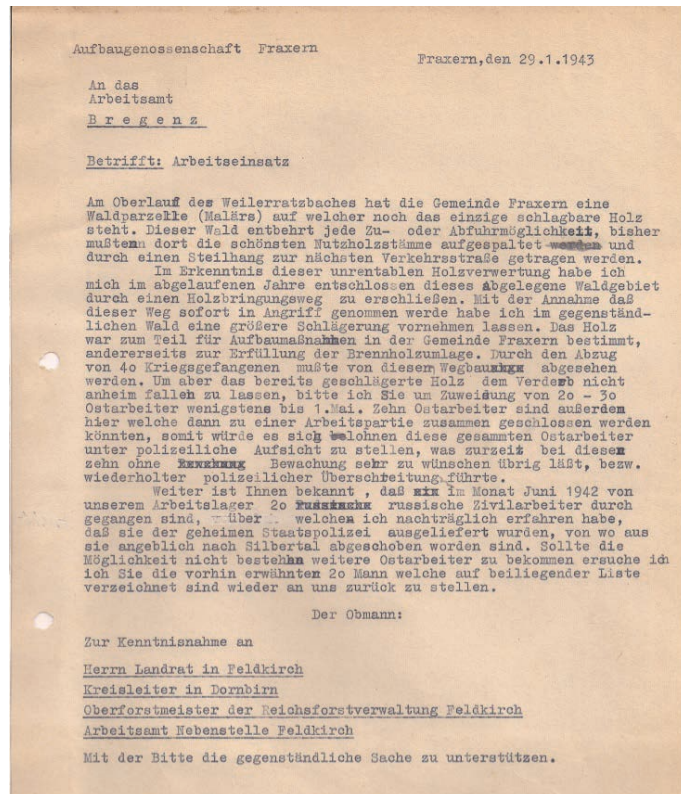 Aufbaugenossenschaft Fraxern
Fraxern,den 29.1.1943
An das
Arbeitsamt
B r e g e n z
Betrifft: Arbeitseinsatz
Am Oberlauf des Weilerratzbaches hat die Gemeinde Fraxern eine
Waldparzelle (Malärs) auf welcher noch das einzige schlagbare Holz
steht. Dieser Wald entbehrt jede Zu- oder Abfuhrmöglichkeit, bisher
mußten dort die schönsten Nutzholzstämme aufgespaltet werden und
durch einen Steilhang zur nächsten Verkehrsstraße getragen werden.
Im Erkenntnis dieser unrentablen Holzverwertung habe ich
mich im abgelaufenen Jahre entschlossen dieses abgelegene Waldgebiet
durch einen Holzbringungsweg zu erschließen. Mit der Annahme daß
dieser Weg sofort in Angriff genommen werde habe ich im gegenständ-
lichen Wald eine größere Schlägerung vornehmen lassen. Das Holz
war zum Teil für Aufbaumaßnahmen in der Gemeinde Fraxern bestimmt,
andererseits zur Erfüllung der Brennholzumlage. Durch den Abzug
von 4o Kriegsgefangenen mußte von diesem Wegbau abgesehen
werden. Um aber das bereits geschlägerte Holz dem Verderb nicht
anheim fallen zu lassen, bitte ich Sie um Zuweisung von 2o - 3o
Ostarbeiter wenigstens bis 1.Mai. Zehn Ostarbeiter sind außerdem
hier welche dann zu einer Arbeitspartie zusammen geschlossen werden
könnten, somit würde es sich belohnen diese gesammten Ostarbeiter
unter polizeiliche Aufsicht zu stellen, was zurzeit bei diesen
zehn ohne Bewachung sehr zu wünschen übrig läßt, bezw.
wiederholter polizeilicher Überschreitung führte.
Weiter ist Ihnen bekannt , daß im Monat Juni 1942 von
unserem Arbeitslager 2o russische Zivilarbeiter durch
gegangen sind, über welchen ich nachträglich erfahren habe,
daß sie der geheimen Staatspolizei ausgeliefert wurden, von wo aus
sie angeblich nach Silbertal abgeschoben worden sind. Sollte die
Möglichkeit nicht bestehn weitere Ostarbeiter zu bekommen ersuche ich
ich Sie die vorhin erwähnten 2o Mann welche auf beiliegender Liste
verzeichnet sind wieder an uns zurück zu stellen.
Der Obmann:
Zur Kenntnisnahme an
Herrn Landrat in Feldkirch
Kreisleiter in Dornbirn
Oberforstmeister der Reichsforstverwaltung Feldkirch
Arbeitsamt Nebenstelle Feldkirch
Mit der Bitte die gegenständliche Sache zu unterstützen.